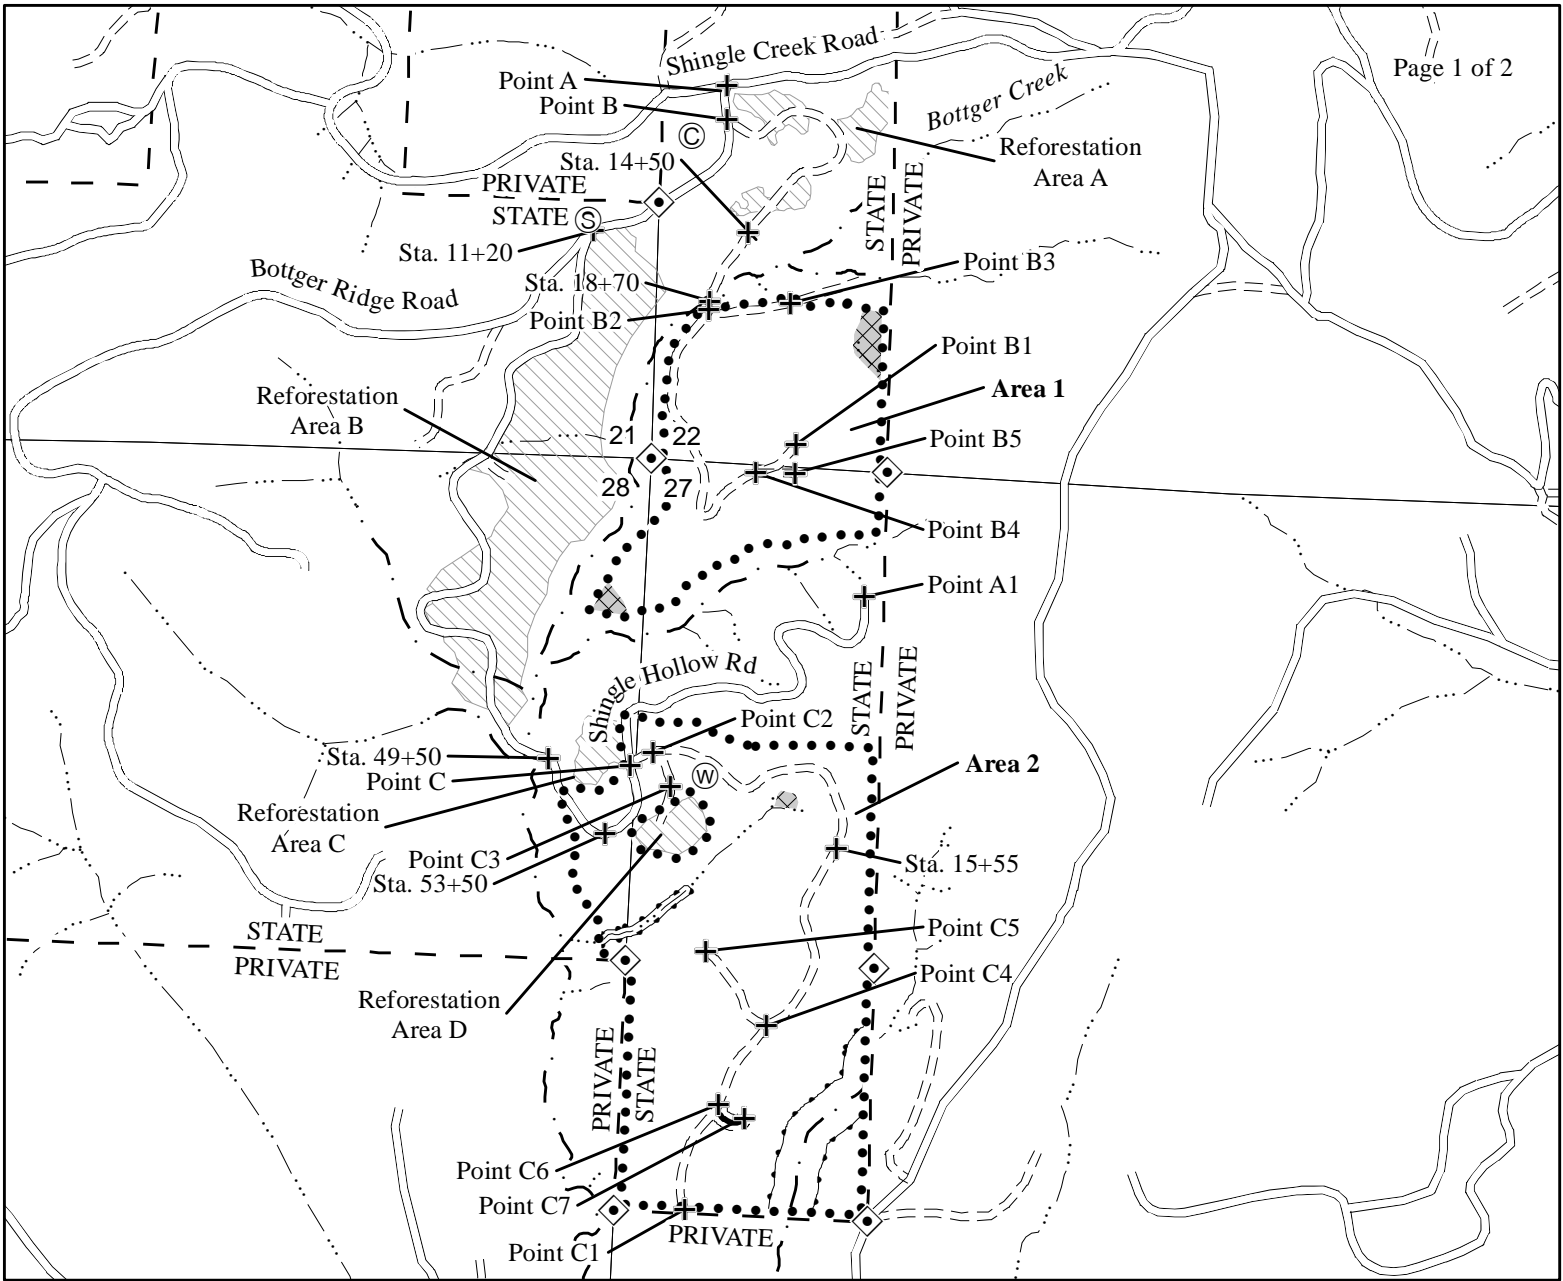 Shingle Creek Road
Page 1 of 2
Point A
Point B
Bottger Creek
C
Reforestation
Area A
Sta. 14+50
PRIVATE
STATE
S
STATE
PRIVATE
Sta. 11+20
Point B3
Bottger Ridge Road
Sta. 18+70
Point B2
Point B1
Area 1
Reforestation
Area B
21
22
Point B5
28
27
Point B4
Point A1
Shingle Hollow Rd
STATE
PRIVATE
Point C2
Sta. 49+50
Point C
W
Area 2
Reforestation
Area C
Point C3
Sta. 53+50
Sta. 15+55
STATE
PRIVATE
Point C5
Point C4
Reforestation
Area D
PRIVATE
STATE
Point C6
Point C7
PRIVATE
Point C1